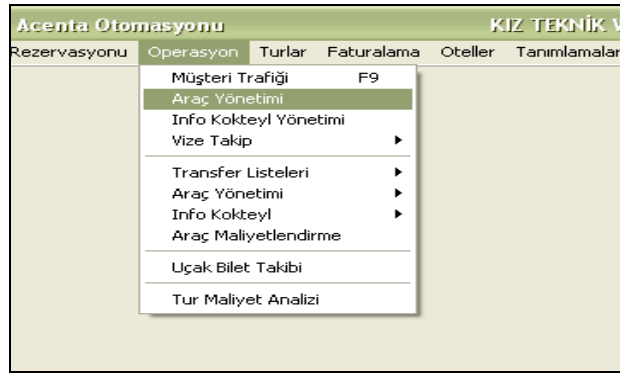 Acenta Otomasyonu KIZ TEKNİK V
Rezervasyonu Operasyon Turlar Faturalama Oteller Tanımlamalar
Müşteri Trafiği F9
Araç Yönetimi
Info Kokteyl Yönetimi
Vize Takip
Transfer Listeleri
Araç Yönetimi
Info Kokteyl
Araç Maliyetlendirme
Uçak Bilet Takibi
Tur Maliyet Analizi